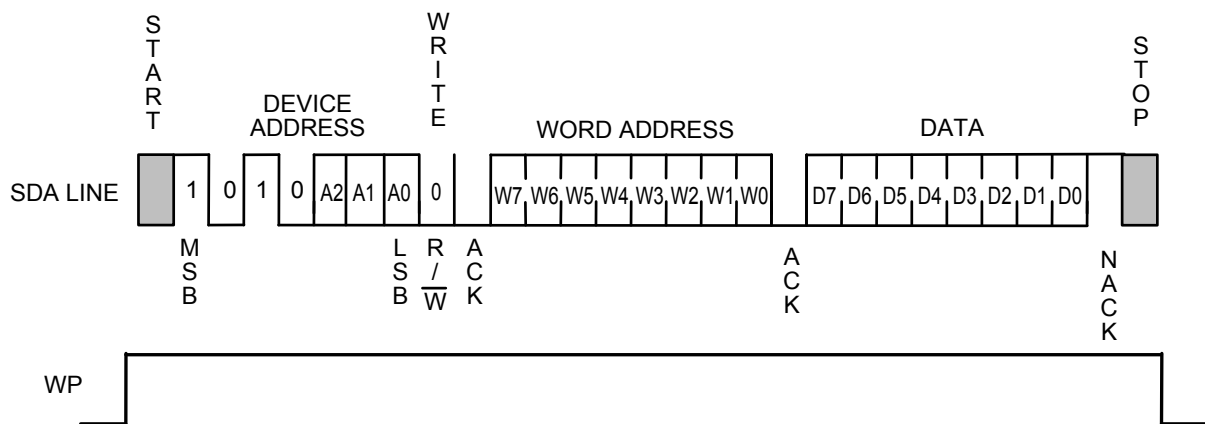 START
WRITE
STOP
DEVICE
ADDRESS
WORD ADDRESS
DATA
SDA LINE
1 0 1 0 A2 A1 A0 0 W7 W6 W5 W4 W3 W2 W1 W0 D7 D6 D5 D4 D3 D2 D1 D0
MSB
LSB
R/W
ACK
ACK
NACK
WP